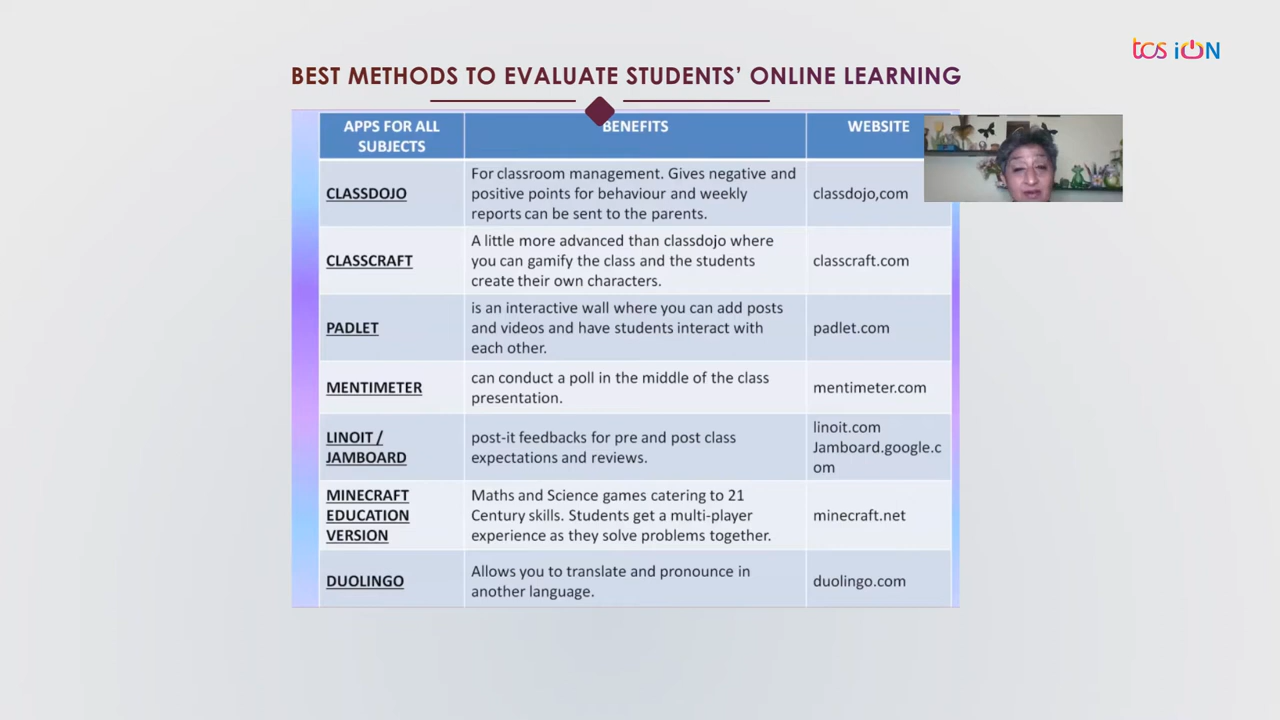 tcs iON
BEST METHODS TO EVALUATE STUDENTS’ ONLINE LEARNING
APPS FOR ALL
SUBJECTS
BENEFITS
WEBSITE
CLASSDOJO
For classroom management. Gives negative and
positive points for behaviour and weekly
reports can be sent to the parents.
classdojo,com
CLASSCRAFT
A little more advanced than classdojo where
you can gamify the class and the students
create their own characters.
classcraft.com
PADLET
is an interactive wall where you can add posts
and videos and have students interact with
each other.
padlet.com
MENTIMETER
can conduct a poll in the middle of the class
presentation.
mentimeter.com
LINOIT /
JAMBOARD
post-it feedbacks for pre and post class
expectations and reviews.
linoit.com
Jamboard.google.c
om
MINECRAFT
EDUCATION
VERSION
Maths and Science games catering to 21
Century skills. Students get a multi-player
experience as they solve problems together.
minecraft.net
DUOLINGO
Allows you to translate and pronounce in
another language.
duolingo.com